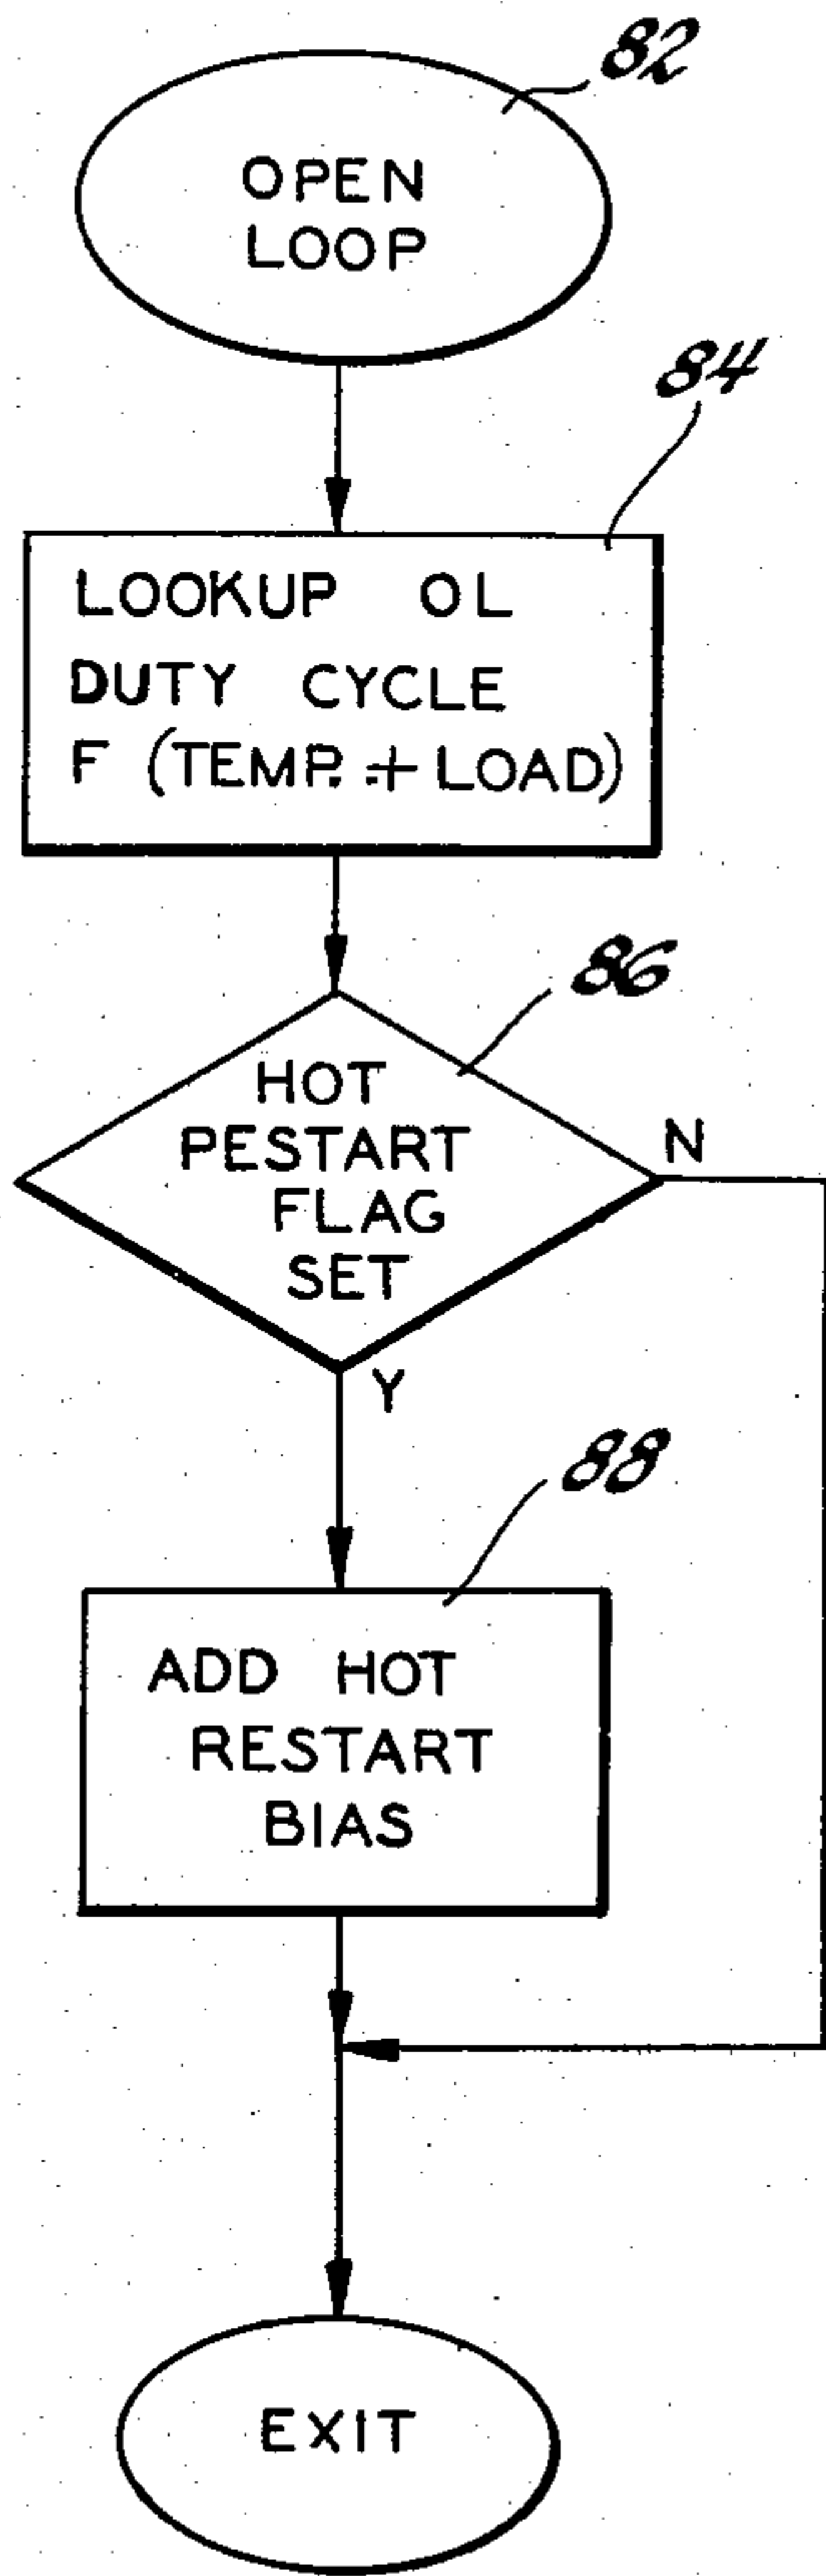 82
OPEN
LOOP
84
LOOKUP OL
DUTY CYCLE
F (TEMP. + LOAD)
86
HOT
PESTART
FLAG
SET
N
Y
88
ADD HOT
RESTART
BIAS
EXIT